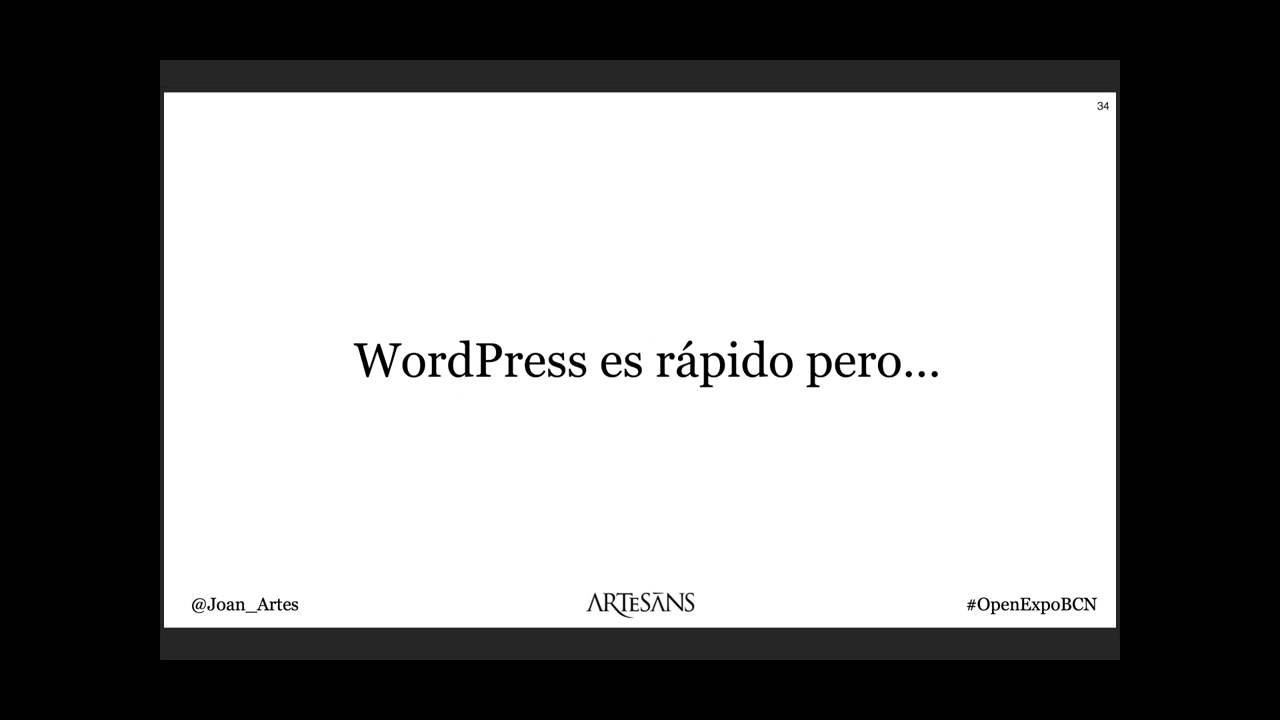 34
WordPress es rápido pero...
@Joan_Artes
ARTESANS
#OpenExpoBCN